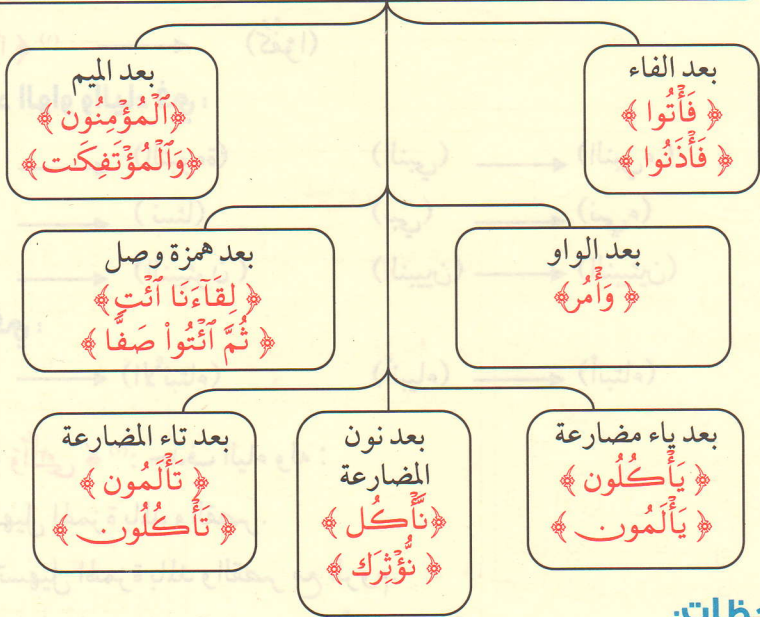 بعد الفاء
﴿ فَأْتُوا ﴾
﴿ فَأْذَنُوا ﴾
بعد الميم
﴿ٱلْمُؤْمِنُون ﴾
﴿وَٱلْمُؤْتَفِكَٰت ﴾
بعد الواو
﴿ وَأْمُر﴾
بعد همزة وصل
﴿ لِقَآءَنَا ٱئْتِ ﴾
﴿ ثُمَّ ٱئْتُواْ صَفًّا ﴾
بعد ياء مضارعة
﴿ يَأْكُلُون ﴾
﴿ يَأْلَمُون ﴾
بعد نون
المضارعة
﴿نَّأْكُل ﴾
﴿ نُّؤْثِرَك ﴾
بعد تاء المضارعة
﴿ تَأْلَمُون ﴾
﴿ تَأْكُلُون ﴾